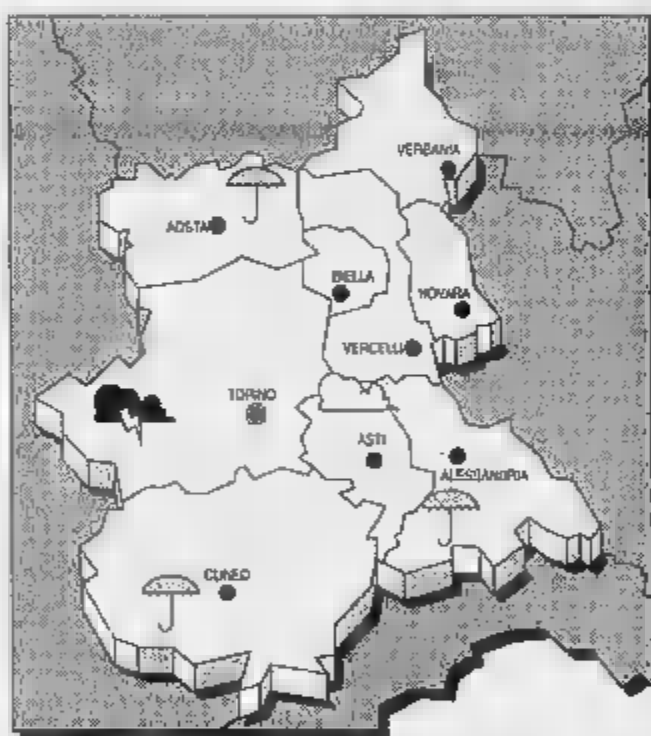 VERBANIA
AOSTA
BIELLA
NOVARA
VERCELLI
TORINO
ASTI
ALESSANDRIA
CUNEO